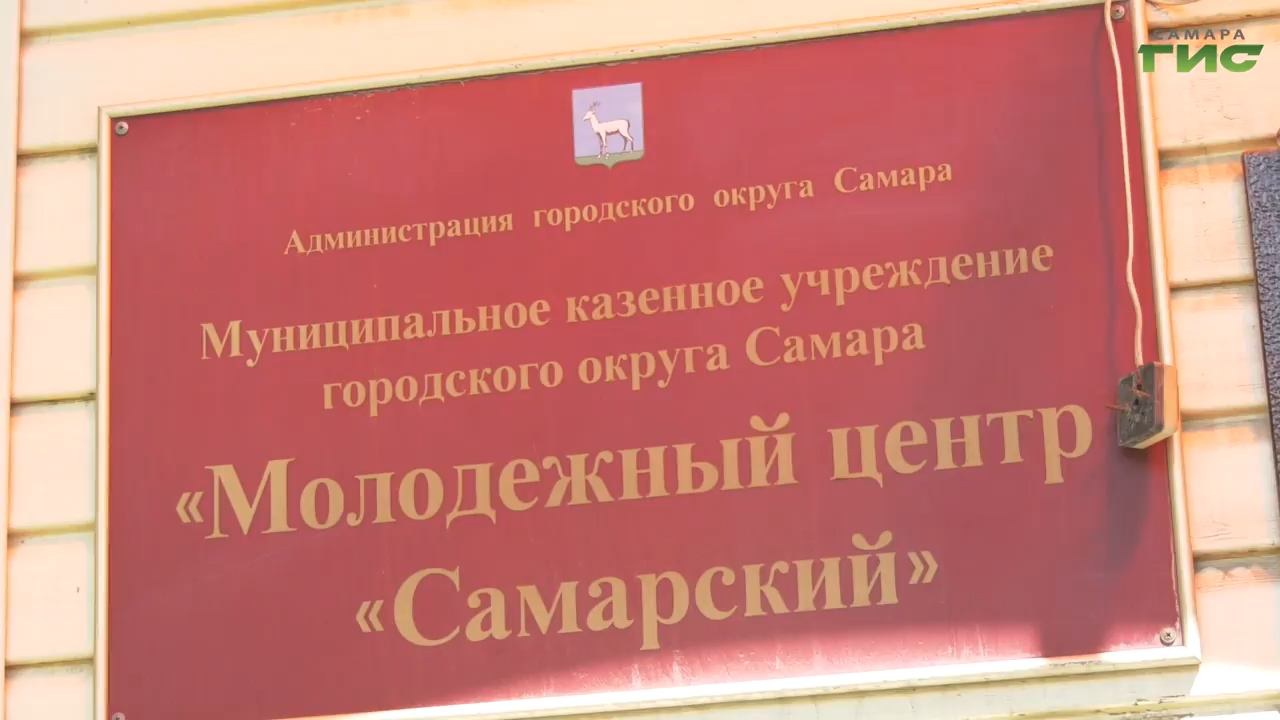 САМАРА
ГИС
Администрация городского округа Самара
Муниципальное казенное учреждение
городского округа Самара
«Молодежный центр
«Самарский»